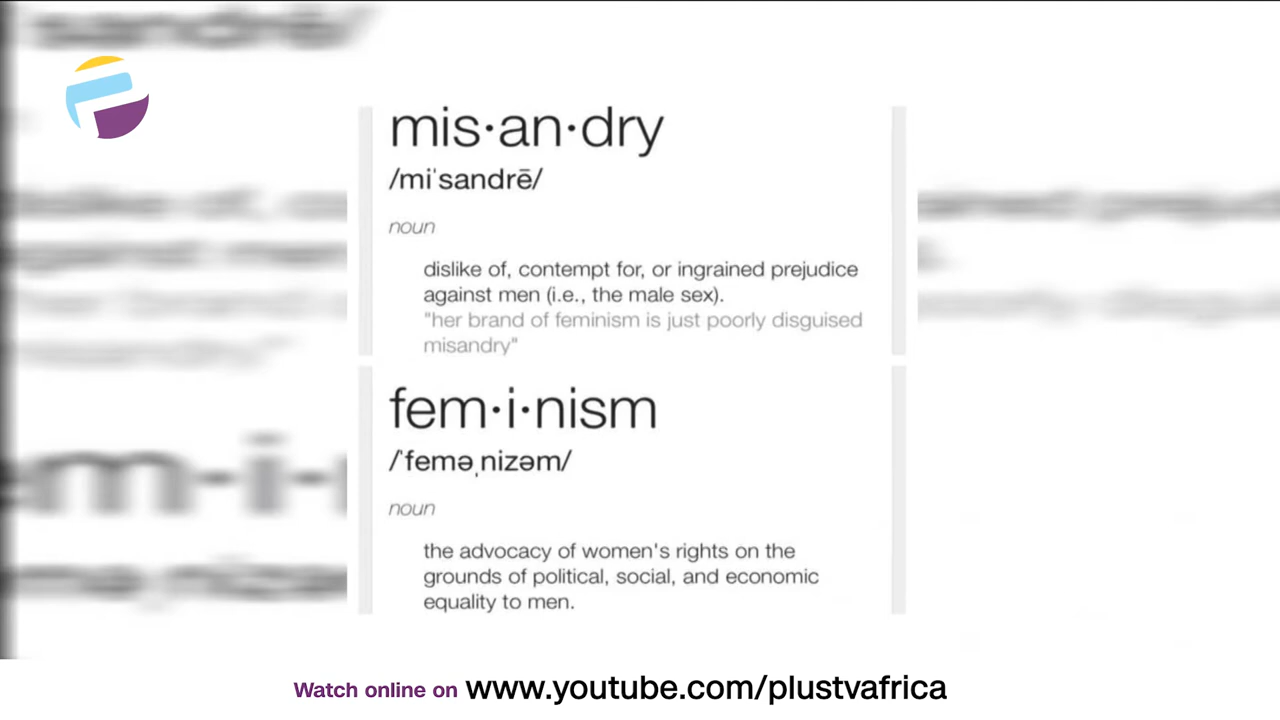 mis·an·dry
/miˈsandrē/
noun
dislike of, contempt for, or ingrained prejudice
against men (i.e., the male sex).
"her brand of feminism is just poorly disguised
misandry"
fem·i·nism
/ˈfeməˌnizəm/
noun
the advocacy of women's rights on the
grounds of political, social, and economic
equality to men.
Watch online on www.youtube.com/plustvafrica